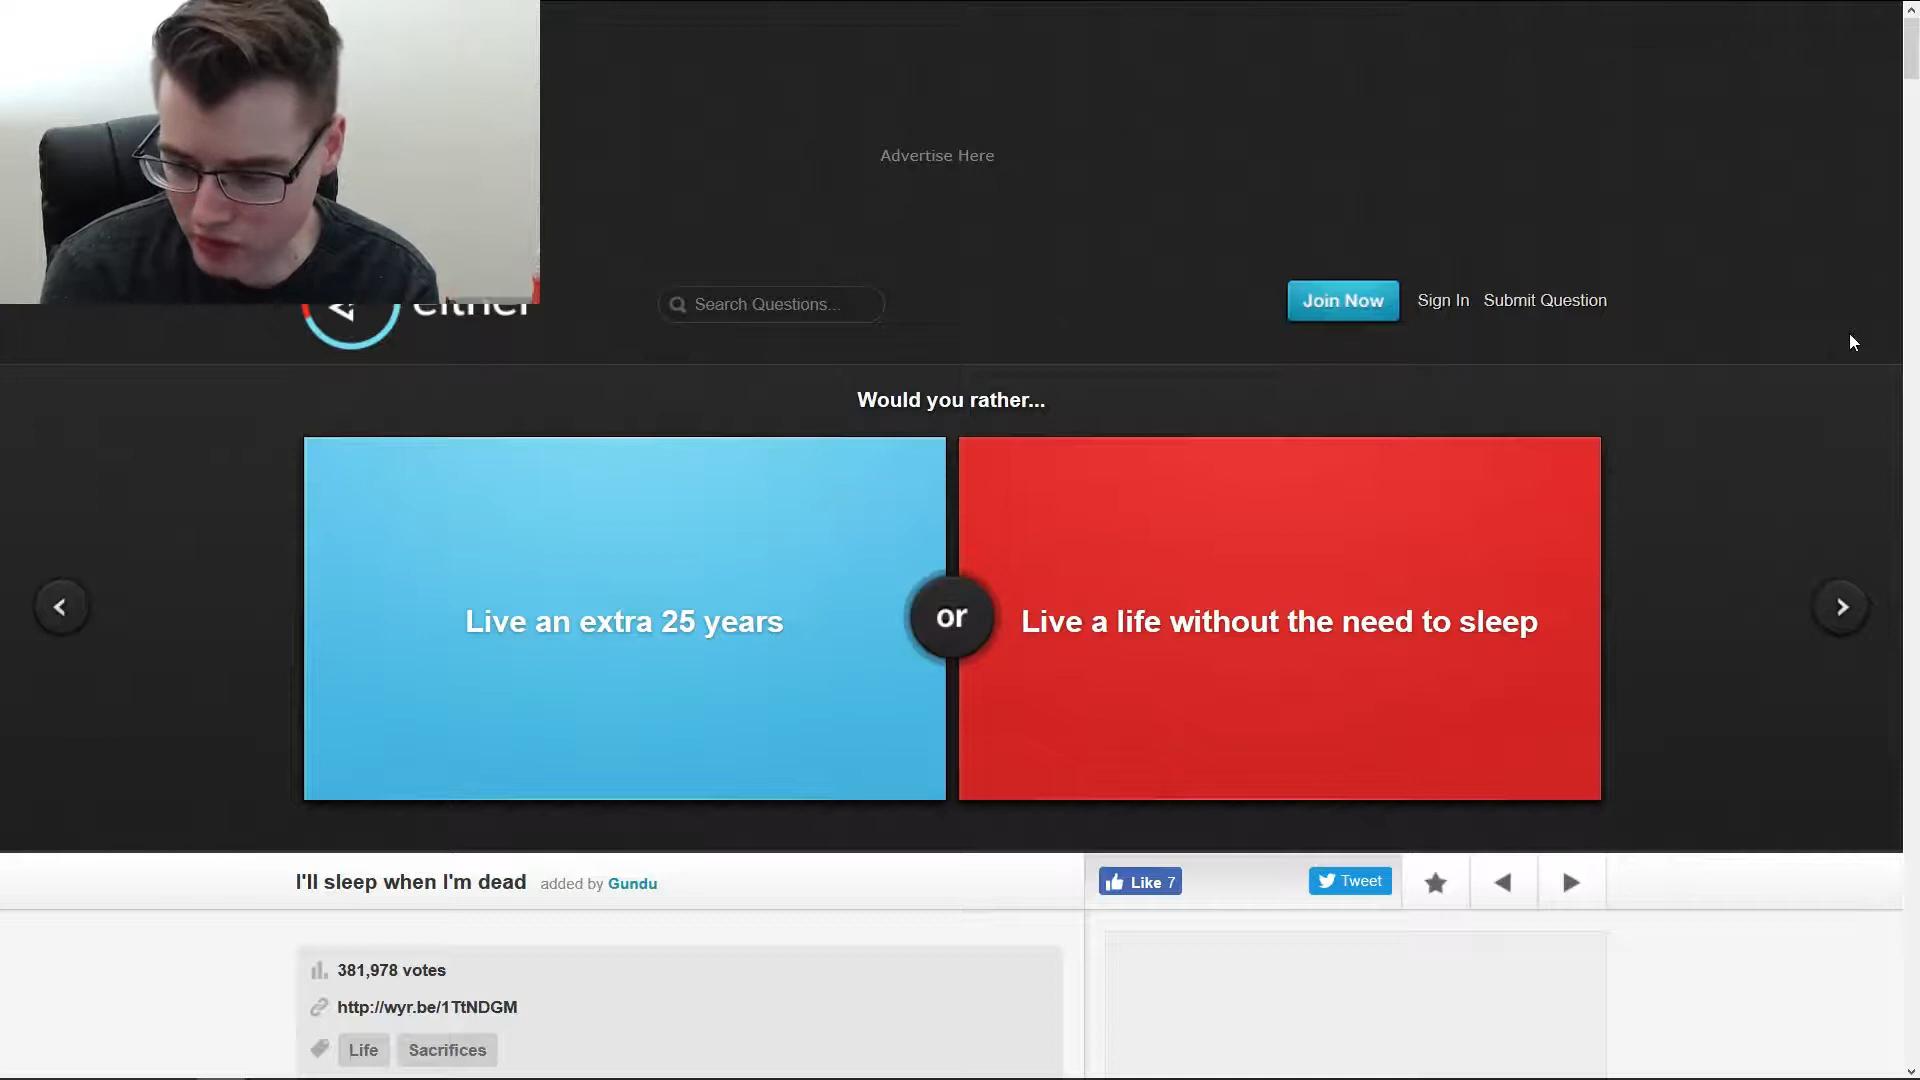 Advertise Here
either
Search Questions...
Join Now
Sign In
Submit Question
Would you rather...
Live an extra 25 years
or
Live a life without the need to sleep
I'll sleep when I'm dead added by Gundu
Like 7
Tweet
381,978 votes
http://wyr.be/1TtNDGM
Life
Sacrifices